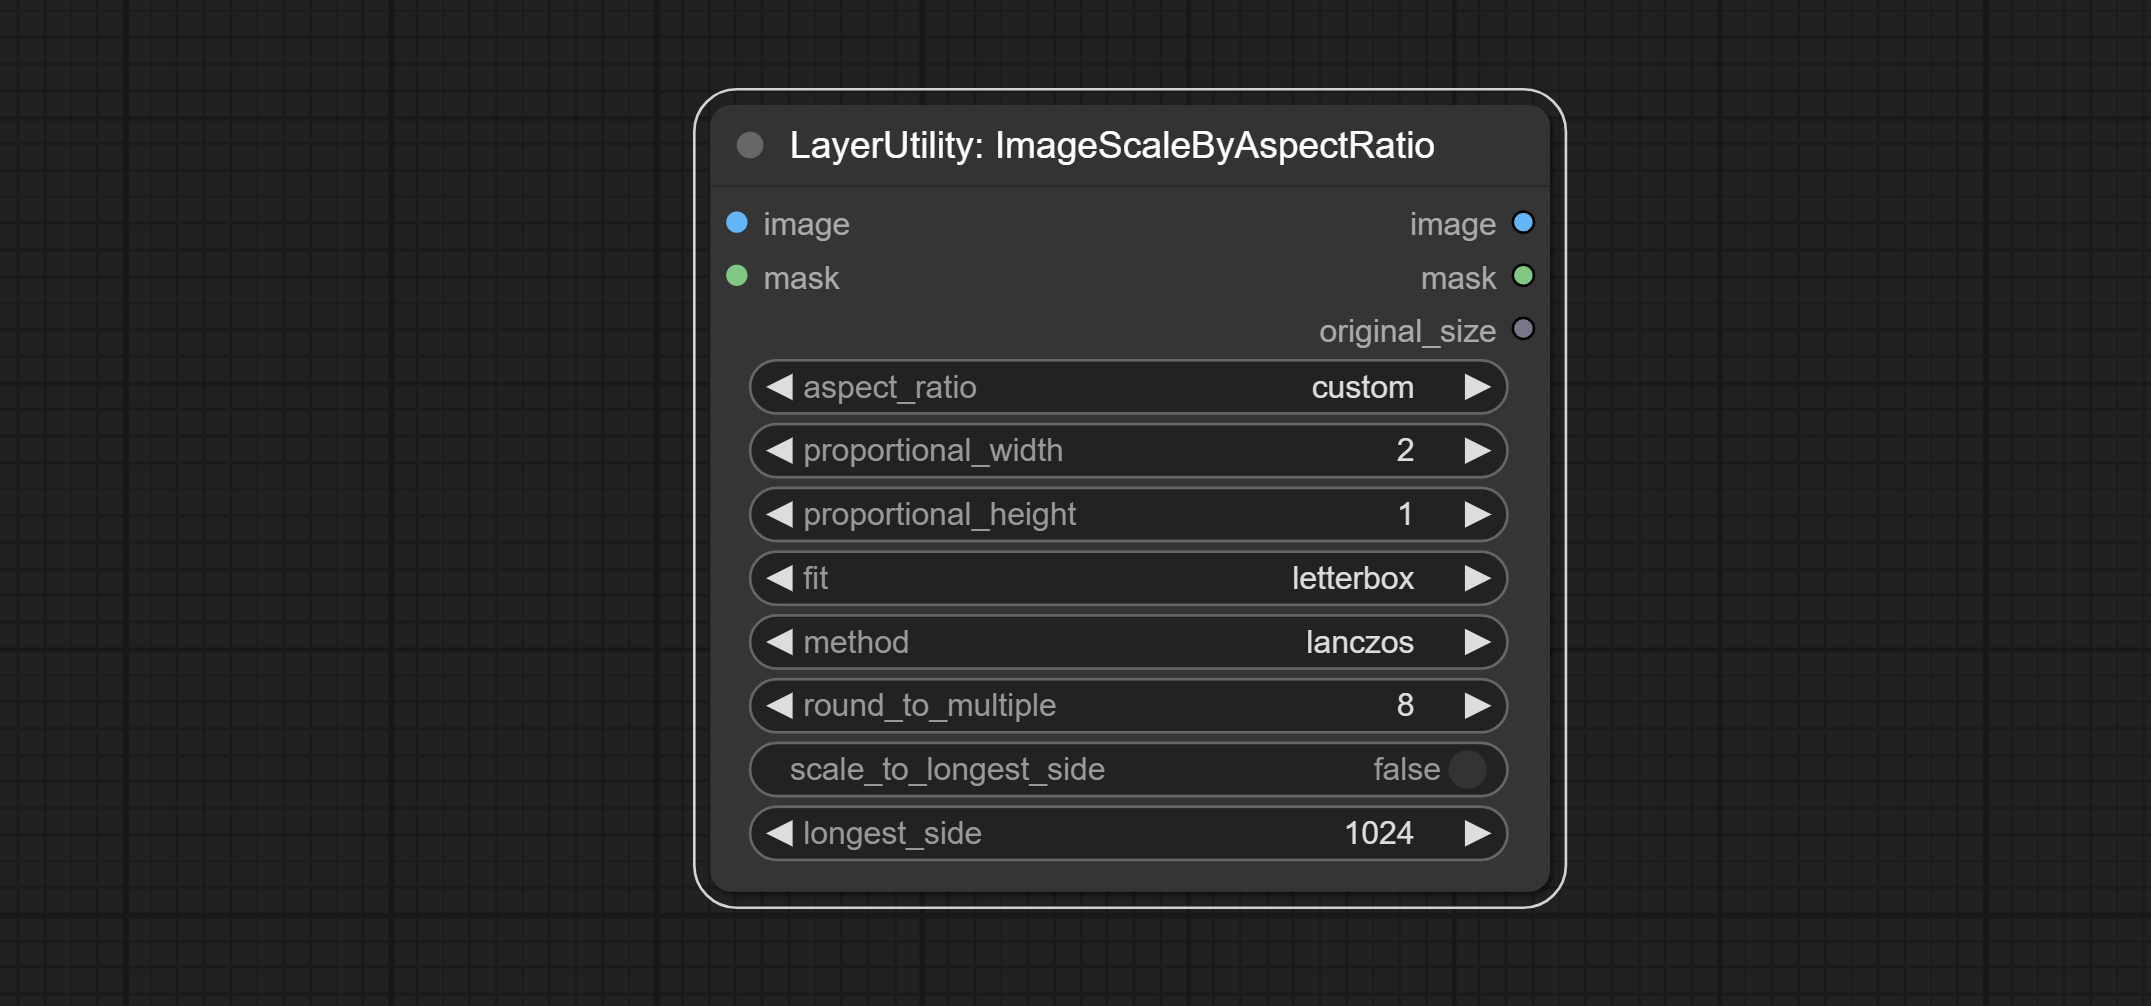 LayerUtility: ImageScaleByAspectRatio
image image
mask mask
original_size
aspect_ratio custom
proportional_width 2
proportional_height 1
fit letterbox
method lanczos
round_to_multiple 8
scale_to_longest_side false
longest_side 1024